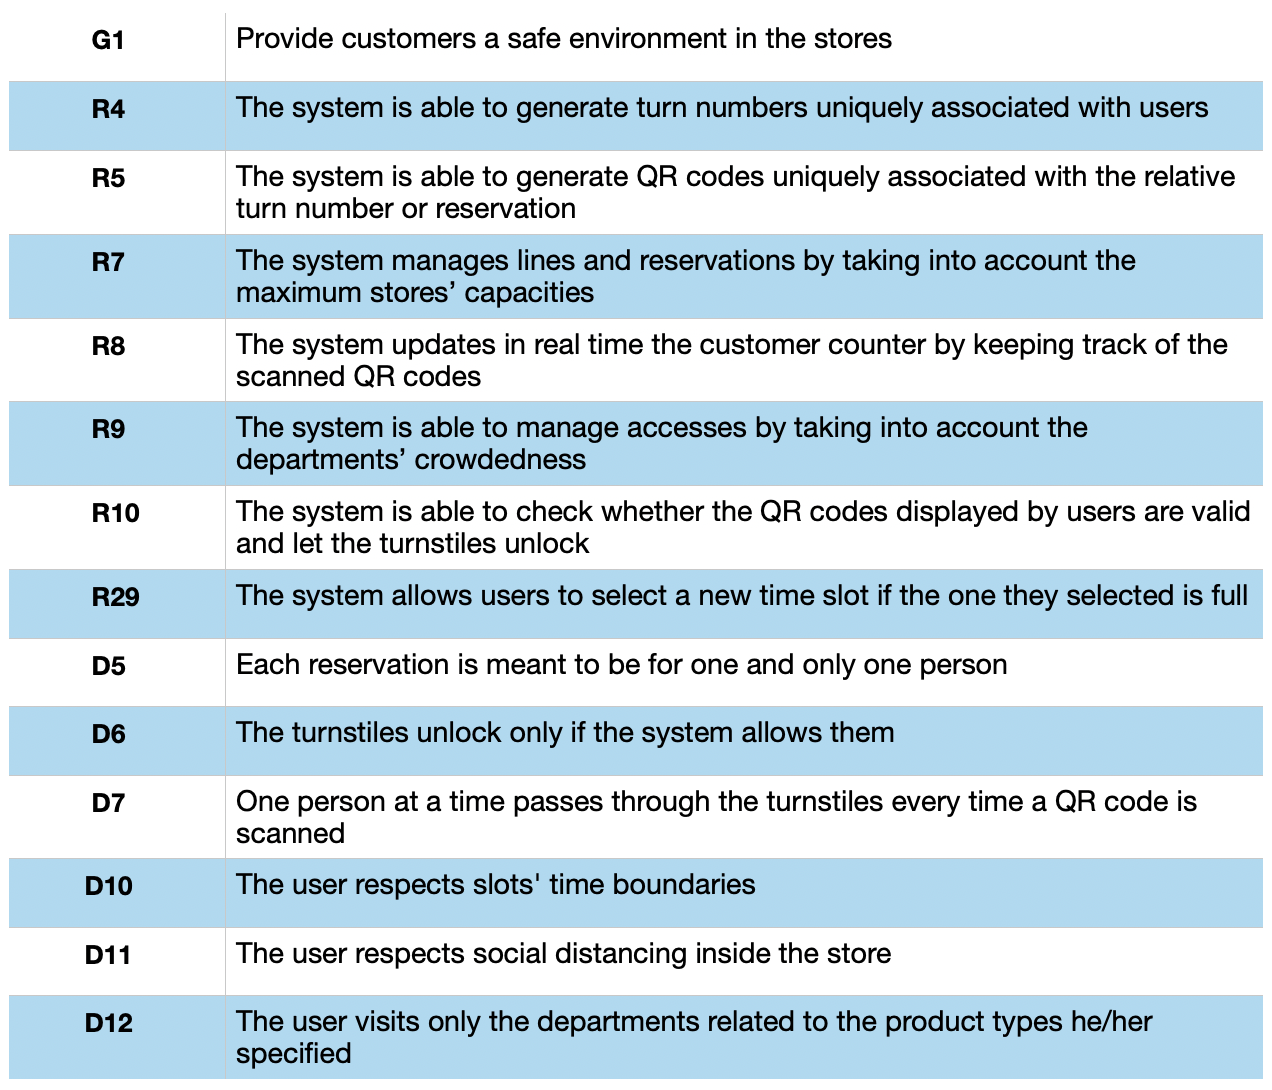 G1 Provide customers a safe environment in the stores
R4 The system is able to generate turn numbers uniquely associated with users
R5 The system is able to generate QR codes uniquely associated with the relative
turn number or reservation
R7 The system manages lines and reservations by taking into account the
maximum stores’ capacities
R8 The system updates in real time the customer counter by keeping track of the
scanned QR codes
R9 The system is able to manage accesses by taking into account the
departments’ crowdedness
R10 The system is able to check whether the QR codes displayed by users are valid
and let the turnstiles unlock
R29 The system allows users to select a new time slot if the one they selected is full
D5 Each reservation is meant to be for one and only one person
D6 The turnstiles unlock only if the system allows them
D7 One person at a time passes through the turnstiles every time a QR code is
scanned
D10 The user respects slots' time boundaries
D11 The user respects social distancing inside the store
D12 The user visits only the departments related to the product types he/her
specified